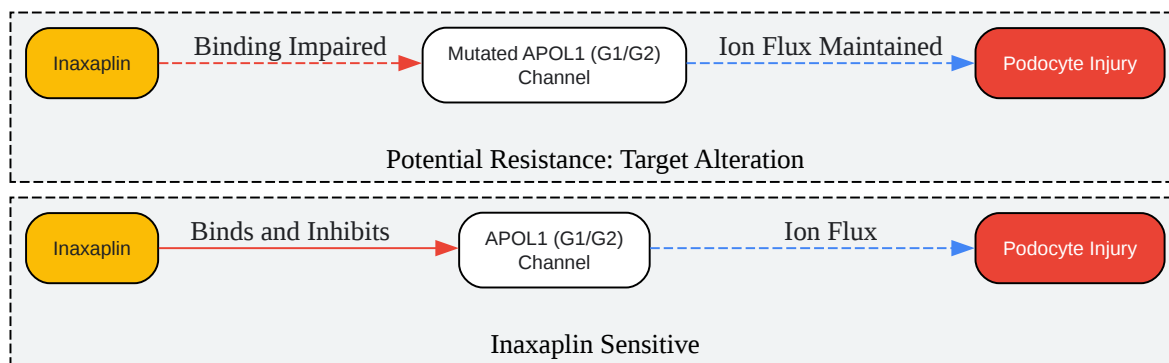 Inaxaplin
Binding Impaired
Mutated APOL1 (G1/G2)
Channel
Ion Flux Maintained
Podocyte Injury
Potential Resistance: Target Alteration
Inaxaplin
Binds and Inhibits
APOL1 (G1/G2)
Channel
Ion Flux
Podocyte Injury
Inaxaplin Sensitive